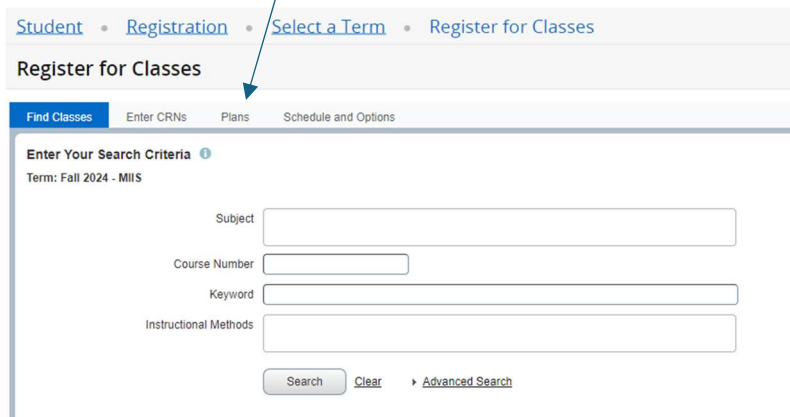 Student • Registration • Select a Term • Register for Classes
Register for Classes
Find Classes Enter CRNs Plans Schedule and Options
Enter Your Search Criteria
Term: Fall 2024 - MIIS
Subject
Course Number
Keyword
Instructional Methods
Search Clear Advanced Search